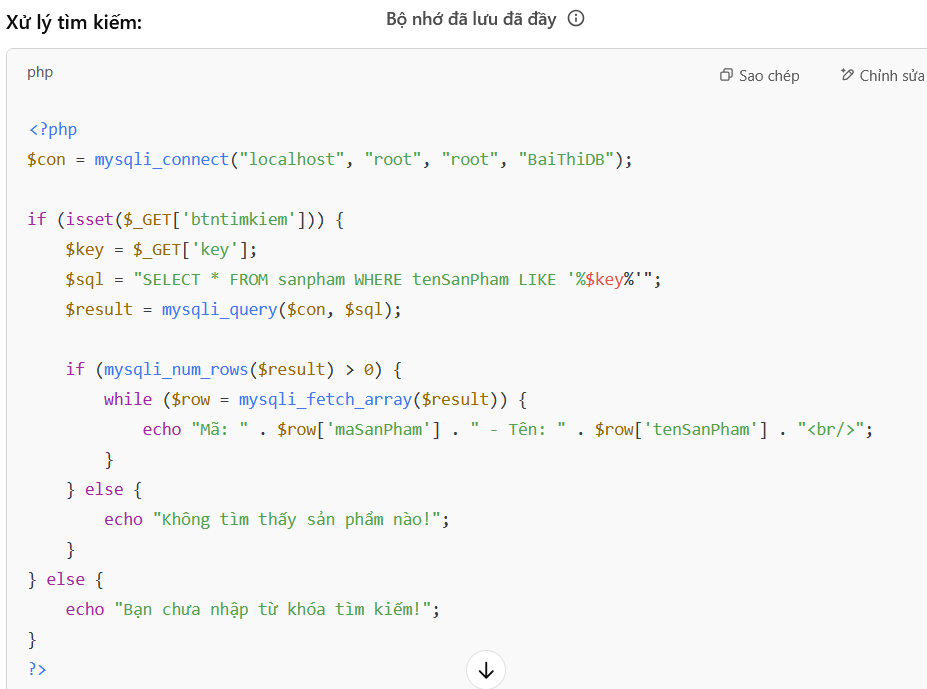 Xử lý tìm kiếm:
Bộ nhớ đã lưu đã đầy
php
Sao chép
Chỉnh sửa
<?php
$con = mysqli_connect("localhost", "root", "root", "BaiThiDB");
if (isset($_GET['btntimkiem'])) {
    $key = $_GET['key'];
    $sql = "SELECT * FROM sanpham WHERE tenSanPham LIKE '%$key%'";
    $result = mysqli_query($con, $sql);
    if (mysqli_num_rows($result) > 0) {
        while ($row = mysqli_fetch_array($result)) {
            echo "Mã: " . $row['maSanPham'] . " - Tên: " . $row['tenSanPham'] . "<br/>";
        }
    } else {
        echo "Không tìm thấy sản phẩm nào!";
    }
} else {
    echo "Bạn chưa nhập từ khóa tìm kiếm!";
}
?>